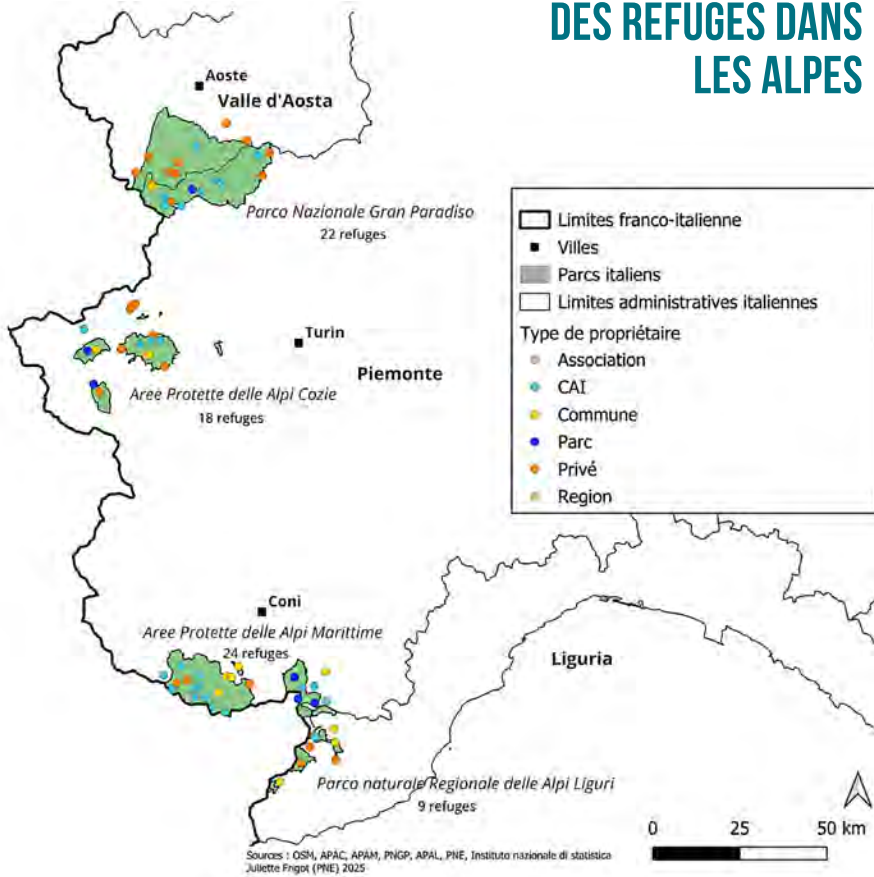 DES REFUGES DANS
LES ALPES
Aoste
Valle d'Aosta
Parco Nazionale Gran Paradiso
22 refuges
Limites franco-italienne
Villes
Parcs italiens
Limites administratives italiennes
Type de propriétaire
Association
CAI
Commune
Parc
Privé
Region
Turin
Piemonte
Aree Protette delle Alpi Cozie
18 refuges
Coni
Aree Protette delle Alpi Marittime
24 refuges
Liguria
Parco naturale Regionale delle Alpi Liguri
9 refuges
0 25 50 km
Sources : OSM, APAC, APAM, PNGP, APAL, PNE, Instituto nazionale di statistica
Juliette Frigot (PNE) 2025